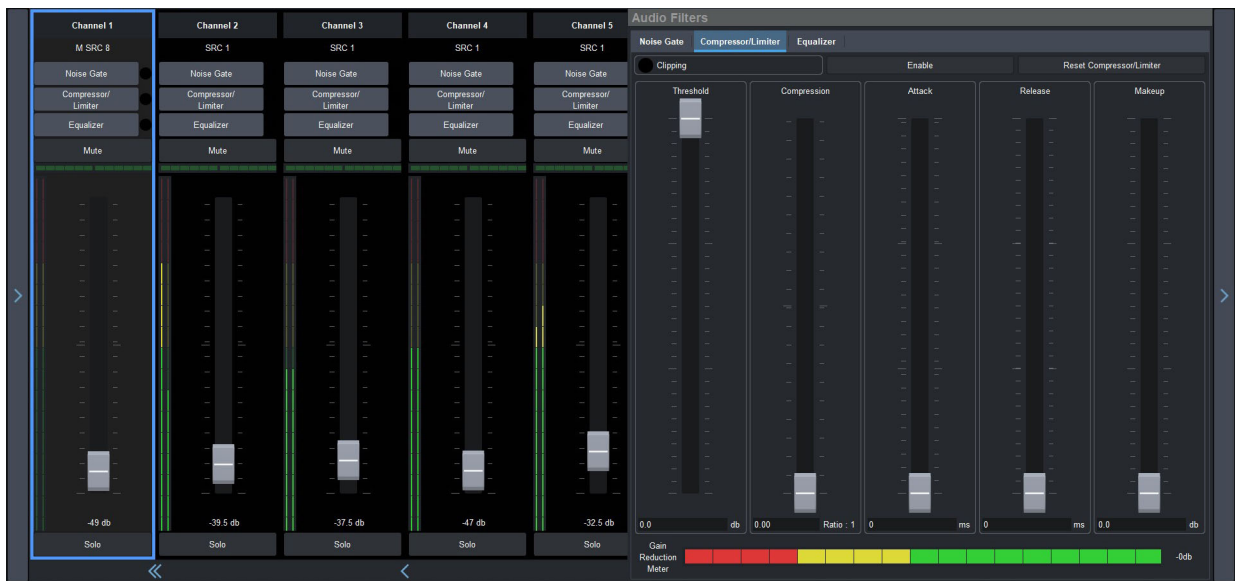 Channel 1
M SRC 8
Noise Gate
Compressor/
Limiter
Equalizer
Mute
-49 db
Solo
Channel 2
SRC 1
Noise Gate
Compressor/
Limiter
Equalizer
Mute
-39.5 db
Solo
Channel 3
SRC 1
Noise Gate
Compressor/
Limiter
Equalizer
Mute
-37.5 db
Solo
Channel 4
SRC 1
Noise Gate
Compressor/
Limiter
Equalizer
Mute
-47 db
Solo
Channel 5
SRC 1
Noise Gate
Compressor/
Limiter
Equalizer
Mute
-32.5 db
Solo
Audio Filters
Noise Gate Compressor/Limiter Equalizer
Clipping Enable Reset Compressor/Limiter
Threshold Compression Attack Release Makeup
0.0 db 0.00 Ratio : 1 0 ms 0 ms 0.0 db
Gain
Reduction
Meter
-0db